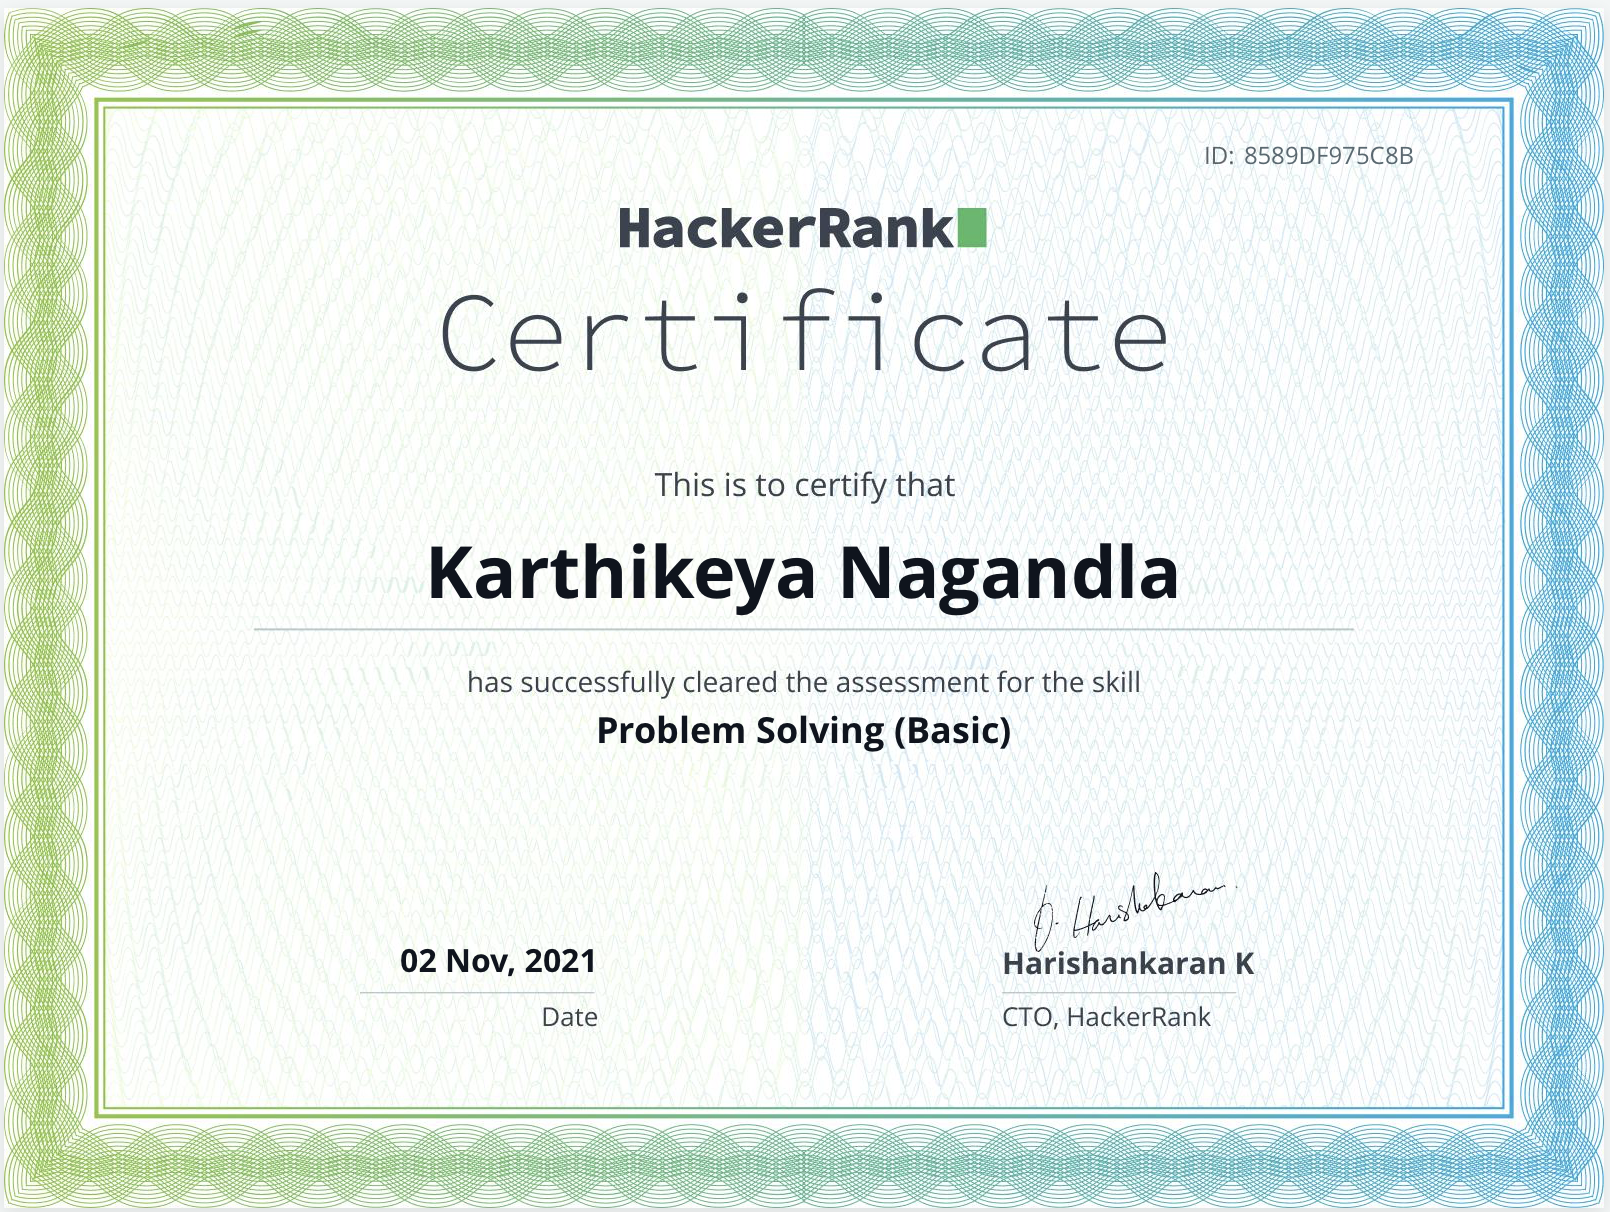 ID: 8589DF975C8B
HackerRank
Certificate
This is to certify that
Karthikeya Nagandla
has successfully cleared the assessment for the skill
Problem Solving (Basic)
02 Nov, 2021
Date
Harishankaran K
CTO, HackerRank